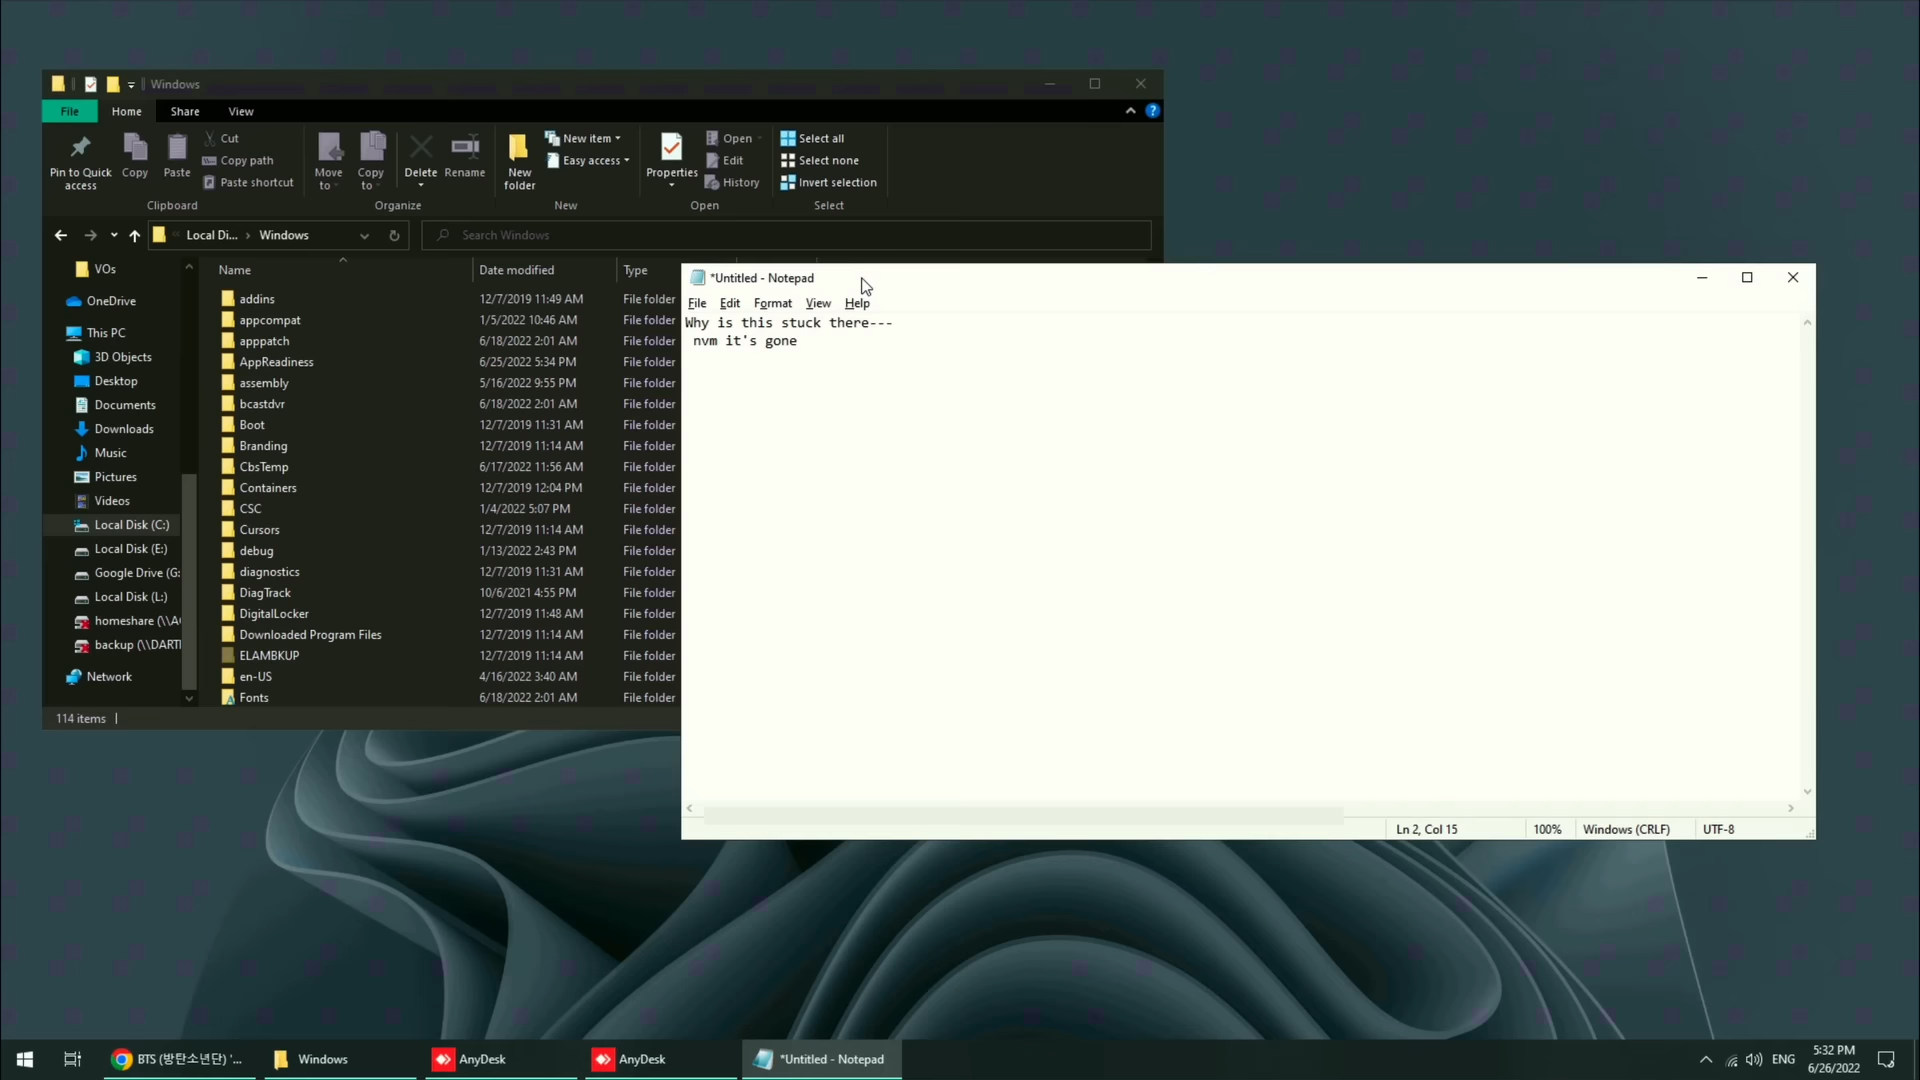 Windows
File Home Share View
Pin to Quick access
Copy
Paste
Cut
Copy path
Paste shortcut
Clipboard
Move to
Copy to
Delete
Rename
Organize
New folder
New item
Easy access
New
Properties
Open
Edit
History
Open
Select all
Select none
Invert selection
Select
« Local Di... › Windows
Search Windows
VOs
OneDrive
This PC
3D Objects
Desktop
Documents
Downloads
Music
Pictures
Videos
Local Disk (C:)
Local Disk (E:)
Google Drive (G:
Local Disk (L:)
homeshare (\\A
backup (\\DART
Network
Name Date modified Type
addins 12/7/2019 11:49 AM File folder
appcompat 1/5/2022 10:46 AM File folder
apppatch 6/18/2022 2:01 AM File folder
AppReadiness 6/25/2022 5:34 PM File folder
assembly 5/16/2022 9:55 PM File folder
bcastdvr 6/18/2022 2:01 AM File folder
Boot 12/7/2019 11:31 AM File folder
Branding 12/7/2019 11:14 AM File folder
CbsTemp 6/17/2022 11:56 AM File folder
Containers 12/7/2019 12:04 PM File folder
CSC 1/4/2022 5:07 PM File folder
Cursors 12/7/2019 11:14 AM File folder
debug 1/13/2022 2:43 PM File folder
diagnostics 12/7/2019 11:31 AM File folder
DiagTrack 10/6/2021 4:55 PM File folder
DigitalLocker 12/7/2019 11:48 AM File folder
Downloaded Program Files 12/7/2019 11:14 AM File folder
ELAMBKUP 12/7/2019 11:14 AM File folder
en-US 4/16/2022 3:40 AM File folder
Fonts 6/18/2022 2:01 AM File folder
114 items
*Untitled - Notepad
File Edit Format View Help
Why is this stuck there---
nvm it's gone
Ln 2, Col 15 100% Windows (CRLF) UTF-8
BTS (방탄소년단) '...
Windows
AnyDesk
AnyDesk
*Untitled - Notepad
ENG
5:32 PM
6/26/2022